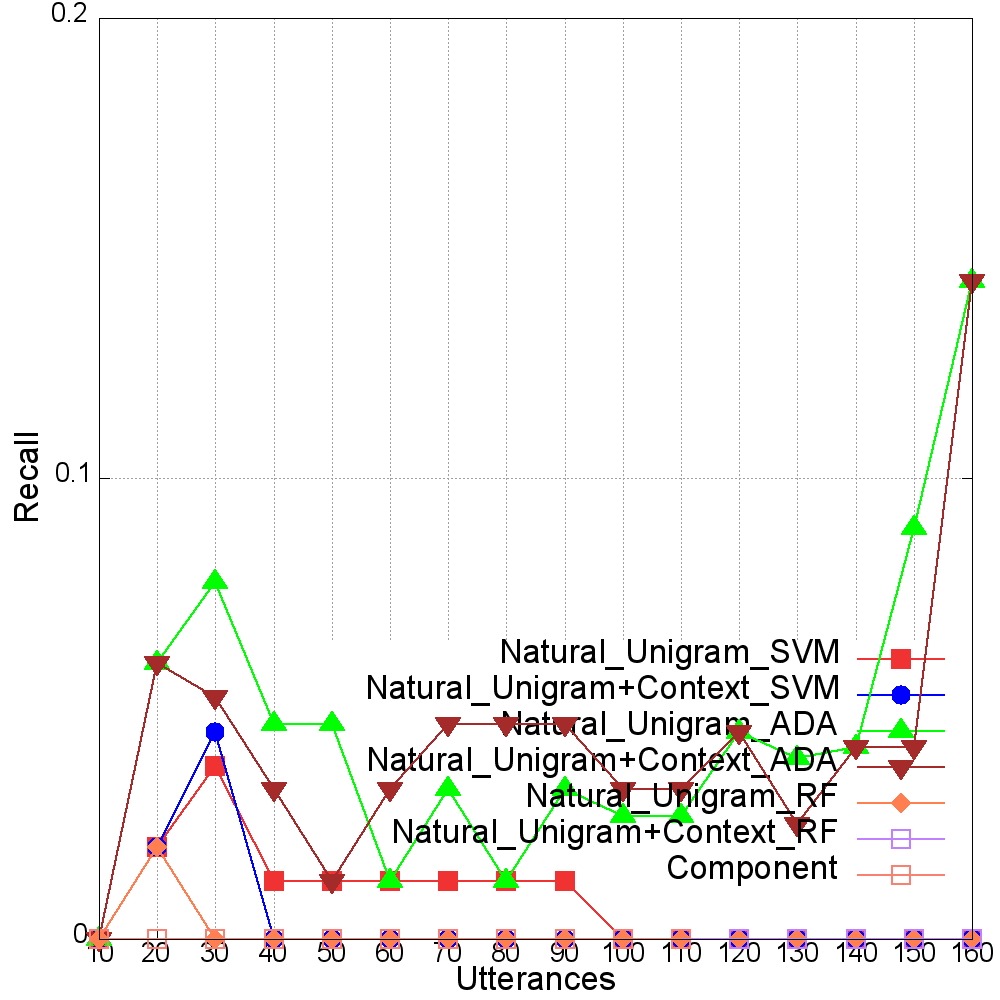 0.2
0.1
0
Recall
Natural_Unigram_SVM
Natural_Unigram+Context_SVM
Natural_Unigram_ADA
Natural_Unigram+Context_ADA
Natural_Unigram_RF
Natural_Unigram+Context_RF
Component
10 20 30 40 50 60 70 80 90 100 110 120 130 140 150 160
Utterances